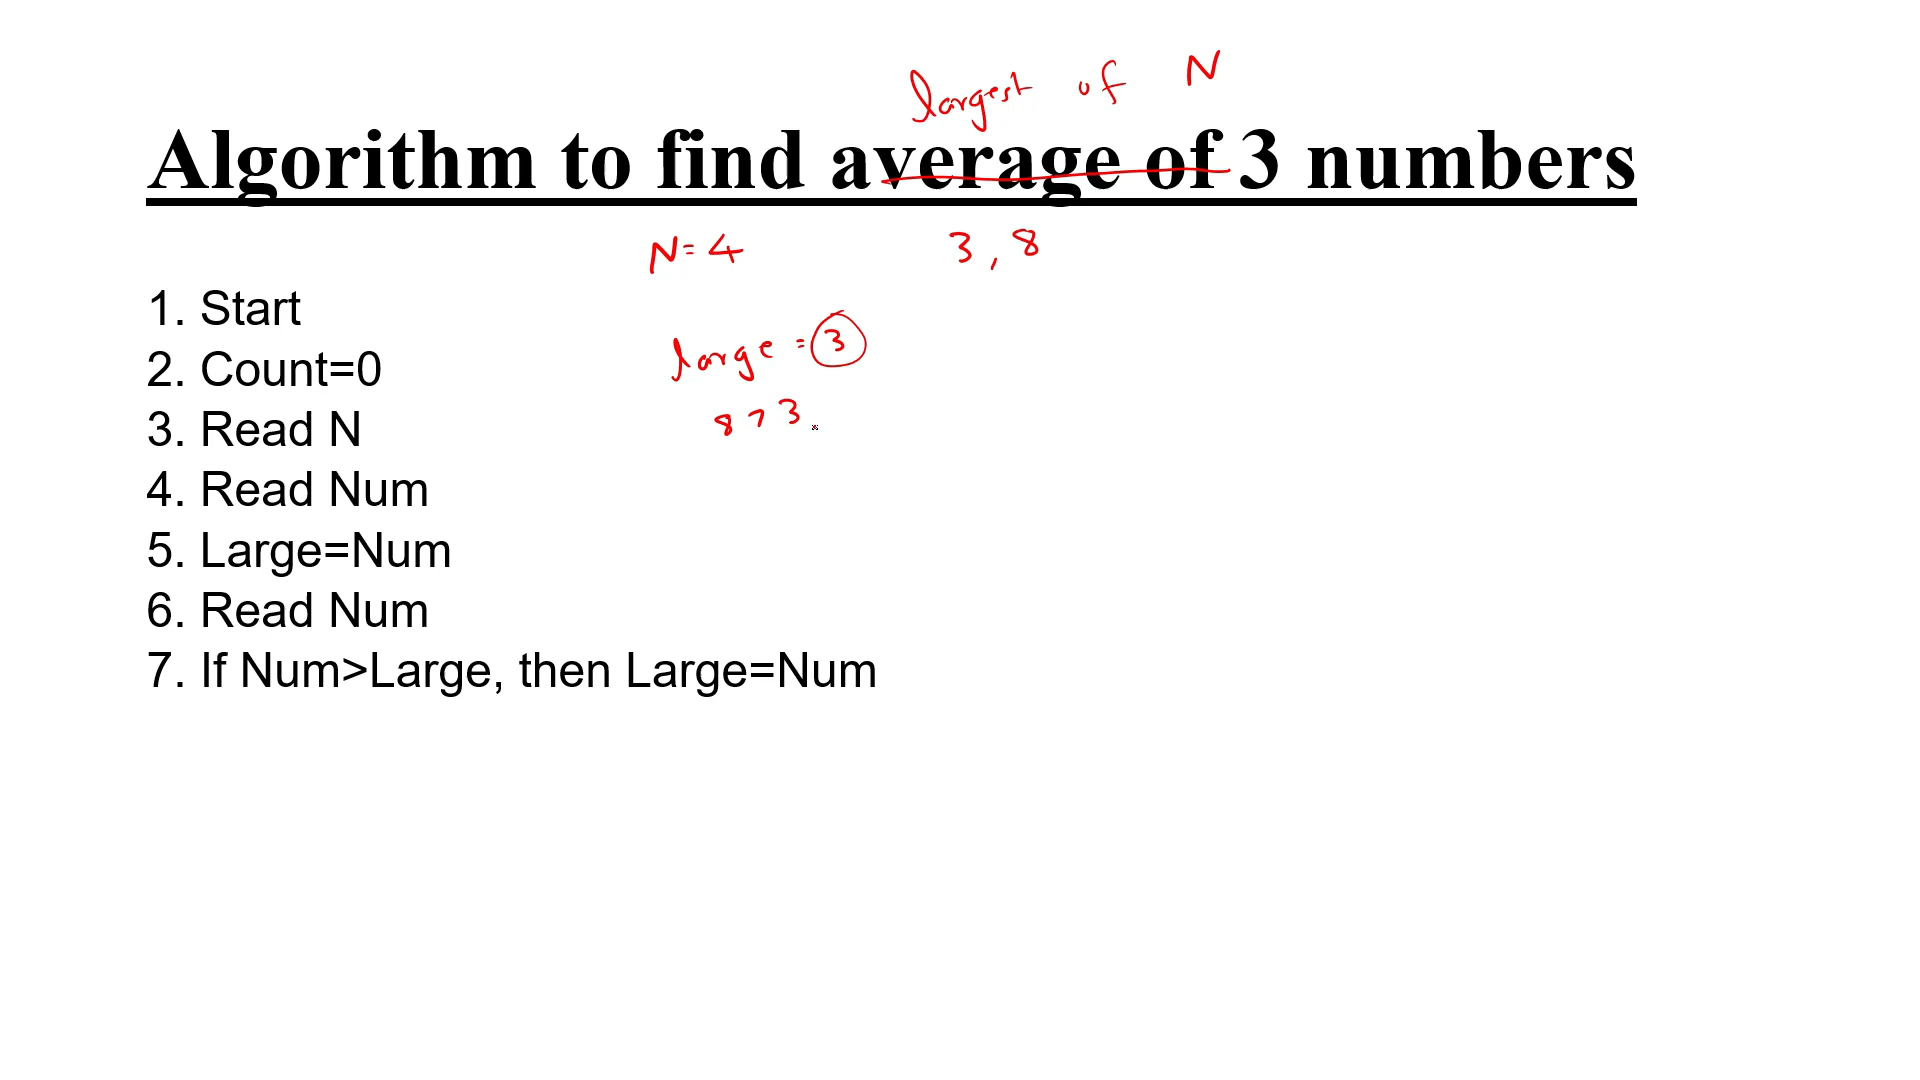 largest of N
Algorithm to find average of 3 numbers
N=4 3, 8
1. Start
large = 3
2. Count=0
8 > 3
3. Read N
4. Read Num
5. Large=Num
6. Read Num
7. If Num>Large, then Large=Num